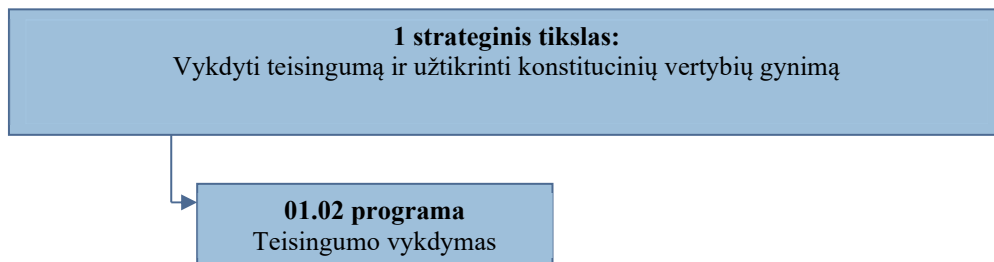 1 strateginis tikslas:
Vykdyti teisingumą ir užtikrinti konstitucinių vertybių gynimą
01.02 programa
Teisingumo vykdymas